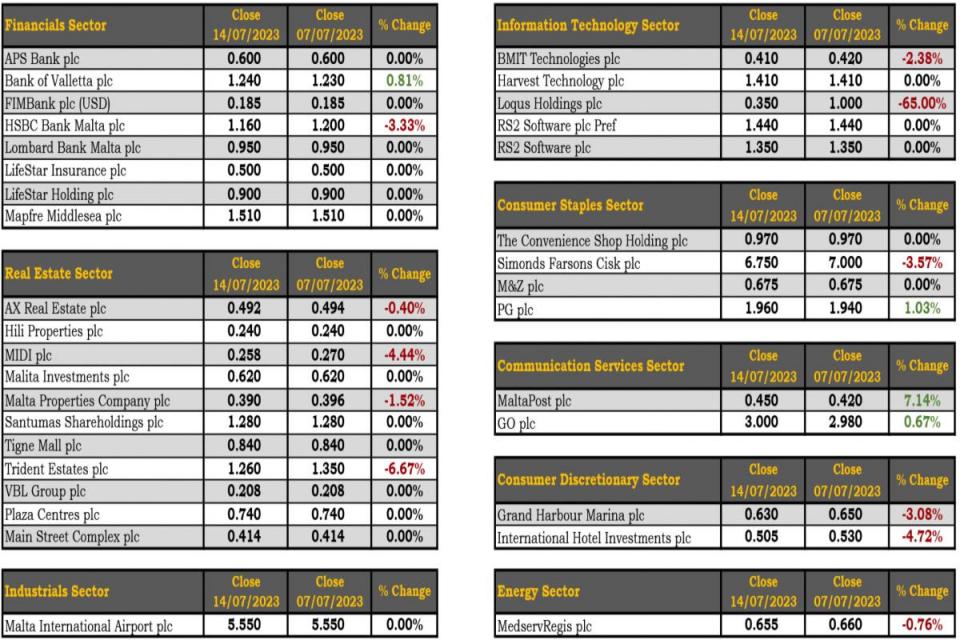 Financials Sector Close 14/07/2023 Close 07/07/2023 % Change
APS Bank plc 0.600 0.600 0.00%
Bank of Valletta plc 1.240 1.230 0.81%
FIMBank plc (USD) 0.185 0.185 0.00%
HSBC Bank Malta plc 1.160 1.200 -3.33%
Lombard Bank Malta plc 0.950 0.950 0.00%
LifeStar Insurance plc 0.500 0.500 0.00%
LifeStar Holding plc 0.900 0.900 0.00%
Mapfre Middlesea plc 1.510 1.510 0.00%
Real Estate Sector Close 14/07/2023 Close 07/07/2023 % Change
AX Real Estate plc 0.492 0.494 -0.40%
Hili Properties plc 0.240 0.240 0.00%
MIDI plc 0.258 0.270 -4.44%
Malita Investments plc 0.620 0.620 0.00%
Malta Properties Company plc 0.390 0.396 -1.52%
Santumas Shareholdings plc 1.280 1.280 0.00%
Tigne Mall plc 0.840 0.840 0.00%
Trident Estates plc 1.260 1.350 -6.67%
VBL Group plc 0.208 0.208 0.00%
Plaza Centres plc 0.740 0.740 0.00%
Main Street Complex plc 0.414 0.414 0.00%
Industrials Sector Close 14/07/2023 Close 07/07/2023 % Change
Malta International Airport plc 5.550 5.550 0.00%
Information Technology Sector Close 14/07/2023 Close 07/07/2023 % Change
BMIT Technologies plc 0.410 0.420 -2.38%
Harvest Technology plc 1.410 1.410 0.00%
Loqus Holdings plc 0.350 1.000 -65.00%
RS2 Software plc Pref 1.440 1.440 0.00%
RS2 Software plc 1.350 1.350 0.00%
Consumer Staples Sector Close 14/07/2023 Close 07/07/2023 % Change
The Convenience Shop Holding plc 0.970 0.970 0.00%
Simonds Farsons Cisk plc 6.750 7.000 -3.57%
M&Z plc 0.675 0.675 0.00%
PG plc 1.960 1.940 1.03%
Communication Services Sector Close 14/07/2023 Close 07/07/2023 % Change
MaltaPost plc 0.450 0.420 7.14%
GO plc 3.000 2.980 0.67%
Consumer Discretionary Sector Close 14/07/2023 Close 07/07/2023 % Change
Grand Harbour Marina plc 0.630 0.650 -3.08%
International Hotel Investments plc 0.505 0.530 -4.72%
Energy Sector Close 14/07/2023 Close 07/07/2023 % Change
MedservRegis plc 0.655 0.660 -0.76%